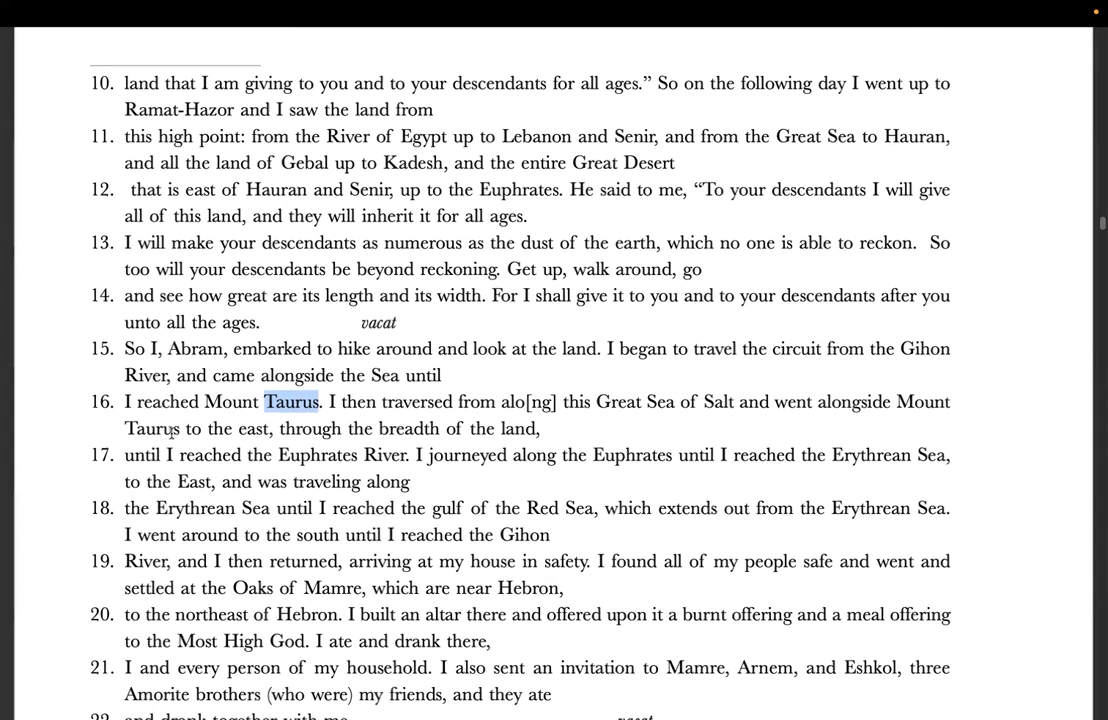 10. land that I am giving to you and to your descendants for all ages.” So on the following day I went up to
Ramat-Hazor and I saw the land from
11. this high point: from the River of Egypt up to Lebanon and Senir, and from the Great Sea to Hauran,
and all the land of Gebal up to Kadesh, and the entire Great Desert
12. that is east of Hauran and Senir, up to the Euphrates. He said to me, “To your descendants I will give
all of this land, and they will inherit it for all ages.
13. I will make your descendants as numerous as the dust of the earth, which no one is able to reckon. So
too will your descendants be beyond reckoning. Get up, walk around, go
14. and see how great are its length and its width. For I shall give it to you and to your descendants after you
unto all the ages. vacat
15. So I, Abram, embarked to hike around and look at the land. I began to travel the circuit from the Gihon
River, and came alongside the Sea until
16. I reached Mount Taurus. I then traversed from alo[ng] this Great Sea of Salt and went alongside Mount
Taurus to the east, through the breadth of the land,
17. until I reached the Euphrates River. I journeyed along the Euphrates until I reached the Erythrean Sea,
to the East, and was traveling along
18. the Erythrean Sea until I reached the gulf of the Red Sea, which extends out from the Erythrean Sea.
I went around to the south until I reached the Gihon
19. River, and I then returned, arriving at my house in safety. I found all of my people safe and went and
settled at the Oaks of Mamre, which are near Hebron,
20. to the northeast of Hebron. I built an altar there and offered upon it a burnt offering and a meal offering
to the Most High God. I ate and drank there,
21. I and every person of my household. I also sent an invitation to Mamre, Arnem, and Eshkol, three
Amorite brothers (who were) my friends, and they ate
22. and drank together with me. vacat